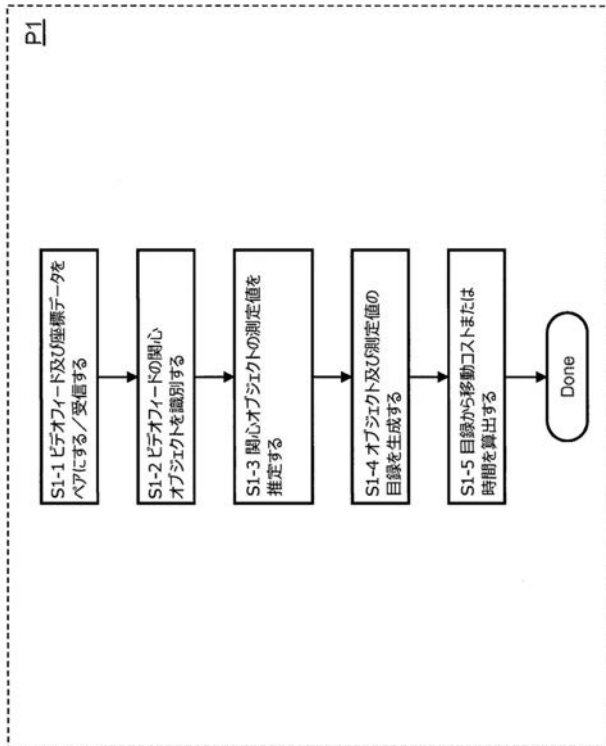 P1
S1-1 ビデオフィード及び座標データを
ペアにする／受信する
S1-2 ビデオフィードの関心
オブジェクトを識別する
S1-3 関心オブジェクトの測定値を
推定する
S1-4 オブジェクト及び測定値の
目録を生成する
S1-5 目録から移動コストまたは
時間を算出する
Done